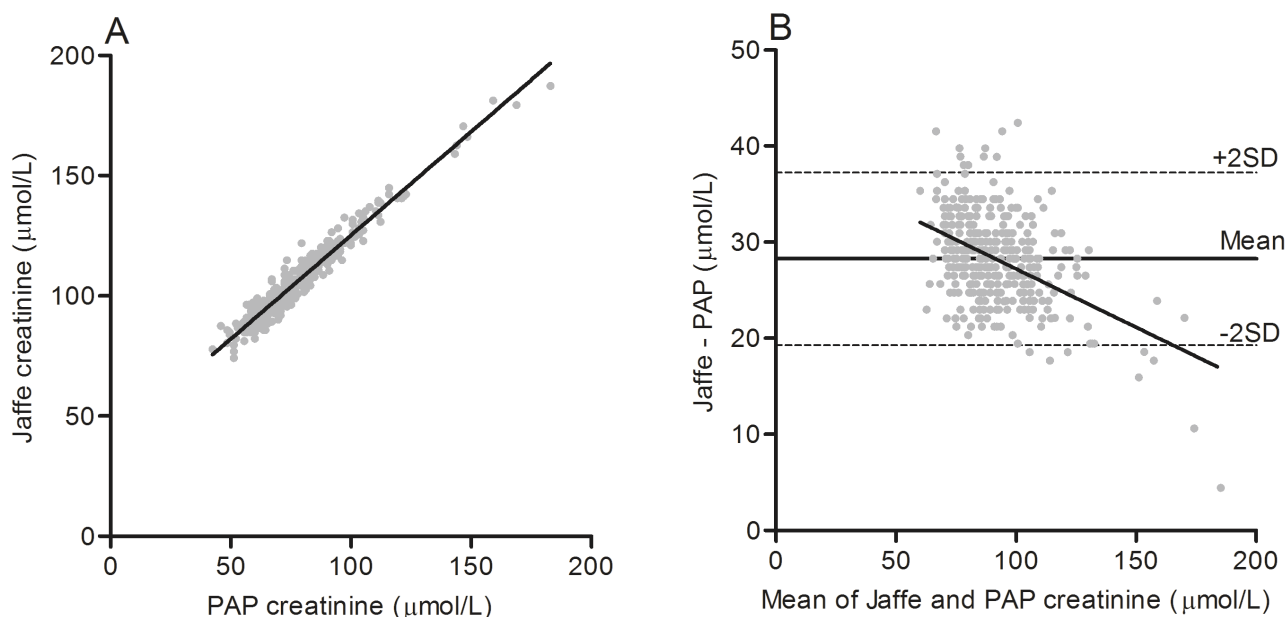 A
200
150
100
50
0
0 50 100 150 200
Jaffe creatinine (μmol/L)
PAP creatinine (μmol/L)
B
50
40
30
20
10
0
0 50 100 150 200
+2SD
Mean
-2SD
Jaffe - PAP (μmol/L)
Mean of Jaffe and PAP creatinine (μmol/L)